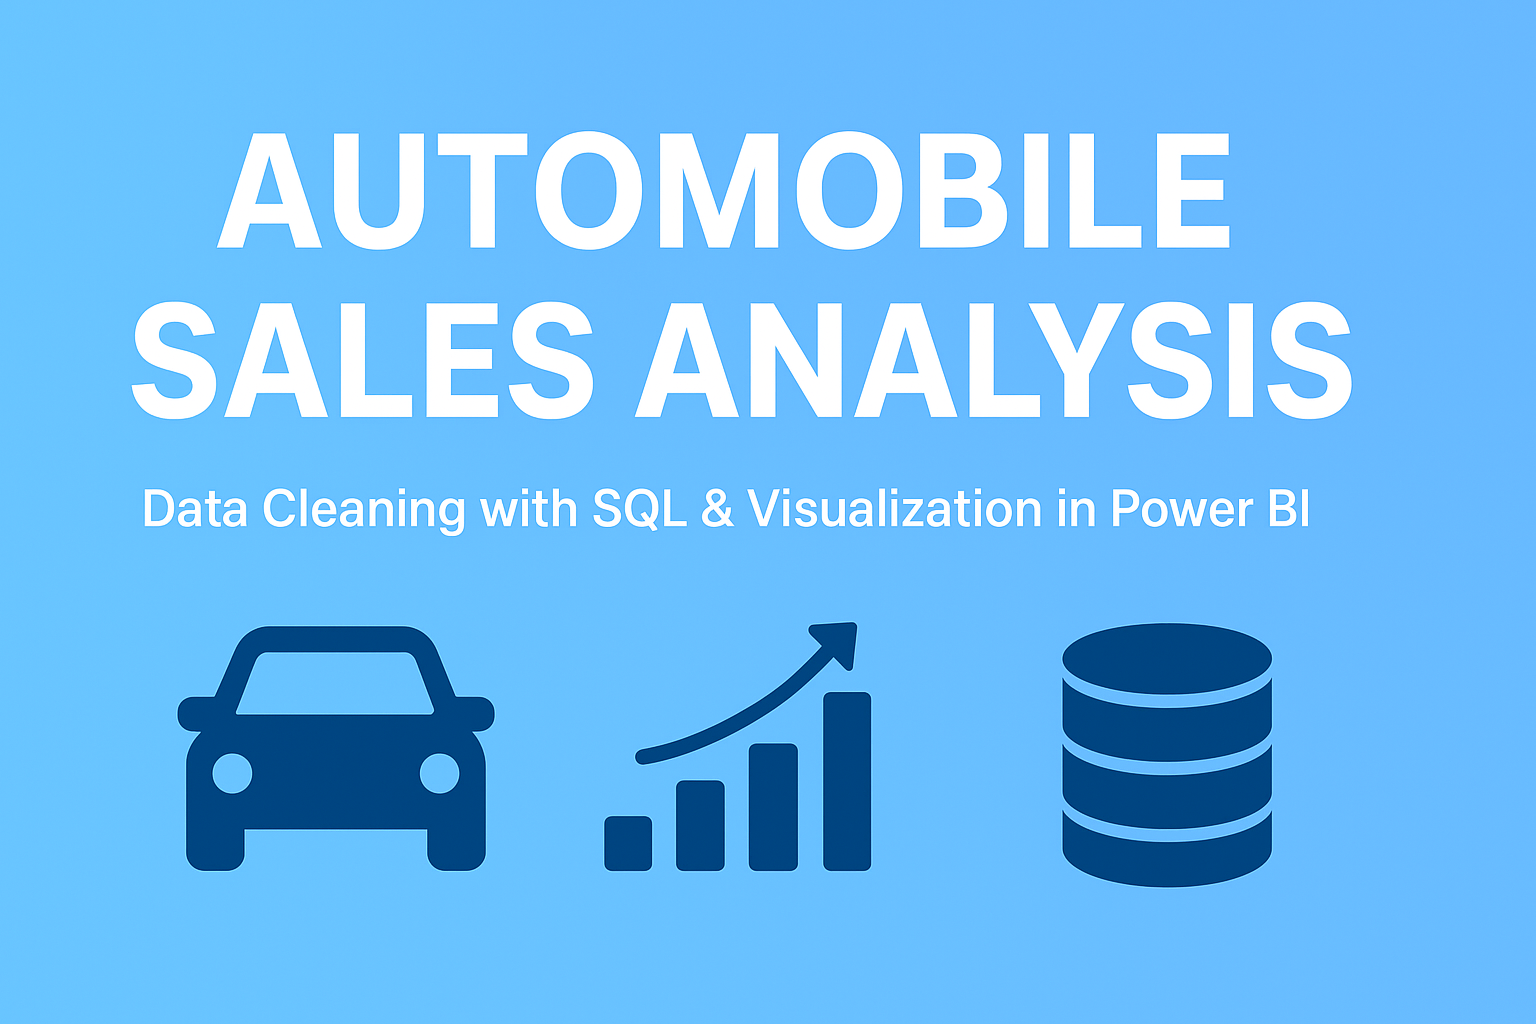 AUTOMOBILE
SALES ANALYSIS
Data Cleaning with SQL & Visualization in Power BI